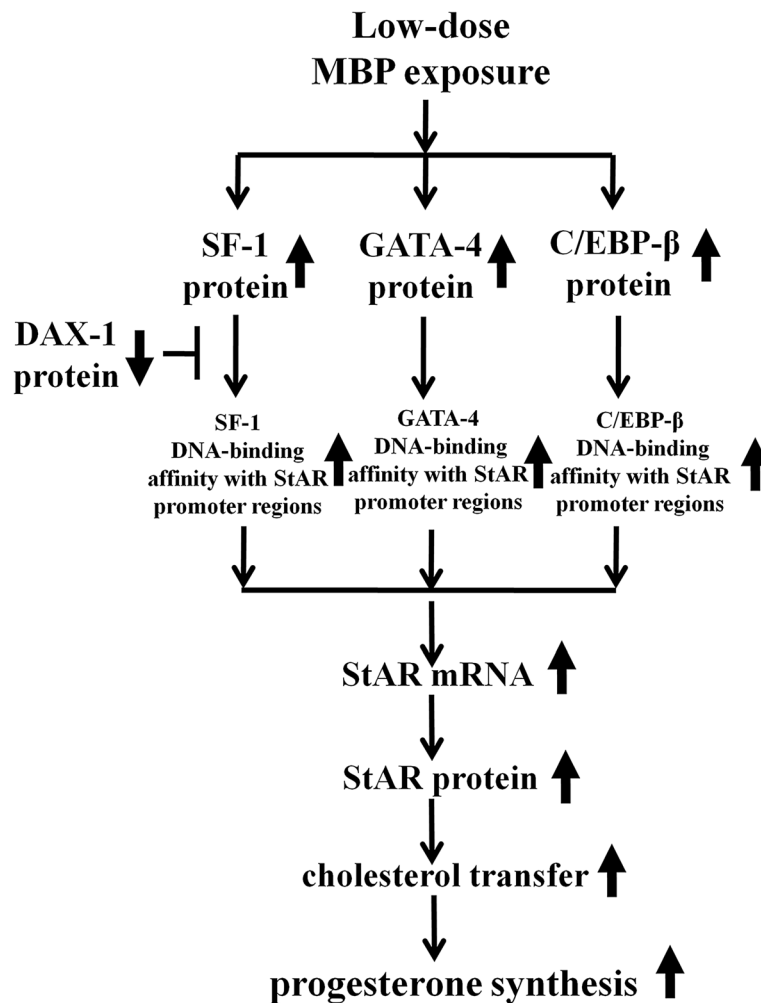 Low-dose
MBP exposure
SF-1
protein
GATA-4
protein
C/EBP-β
protein
DAX-1
protein
SF-1
DNA-binding
affinity with StAR
promoter regions
GATA-4
DNA-binding
affinity with StAR
promoter regions
C/EBP-β
DNA-binding
affinity with StAR
promoter regions
StAR mRNA
StAR protein
cholesterol transfer
progesterone synthesis